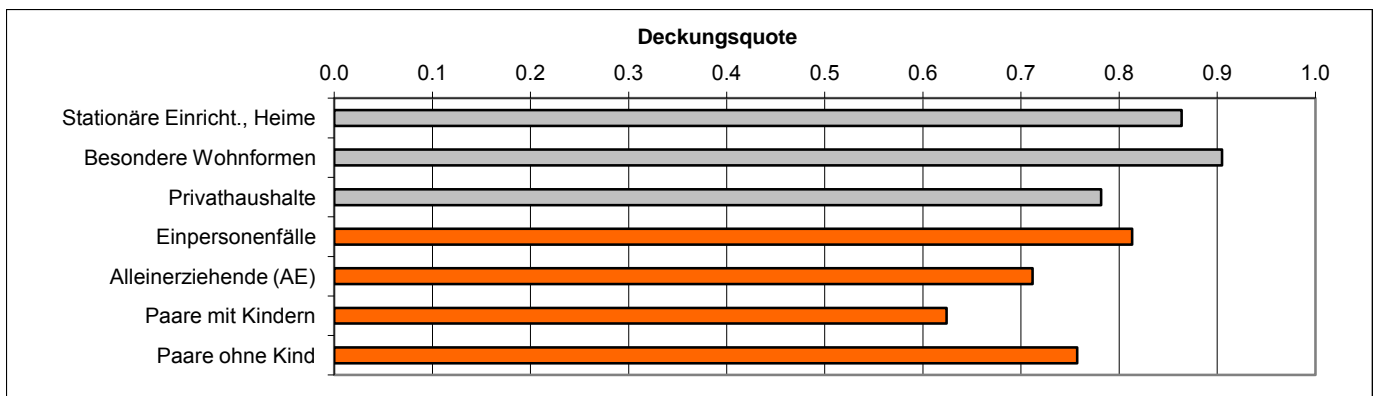 Deckungsquote
0.0 0.1 0.2 0.3 0.4 0.5 0.6 0.7 0.8 0.9 1.0
Stationäre Einricht., Heime
Besondere Wohnformen
Privathaushalte
Einpersonenfälle
Alleinerziehende (AE)
Paare mit Kindern
Paare ohne Kind